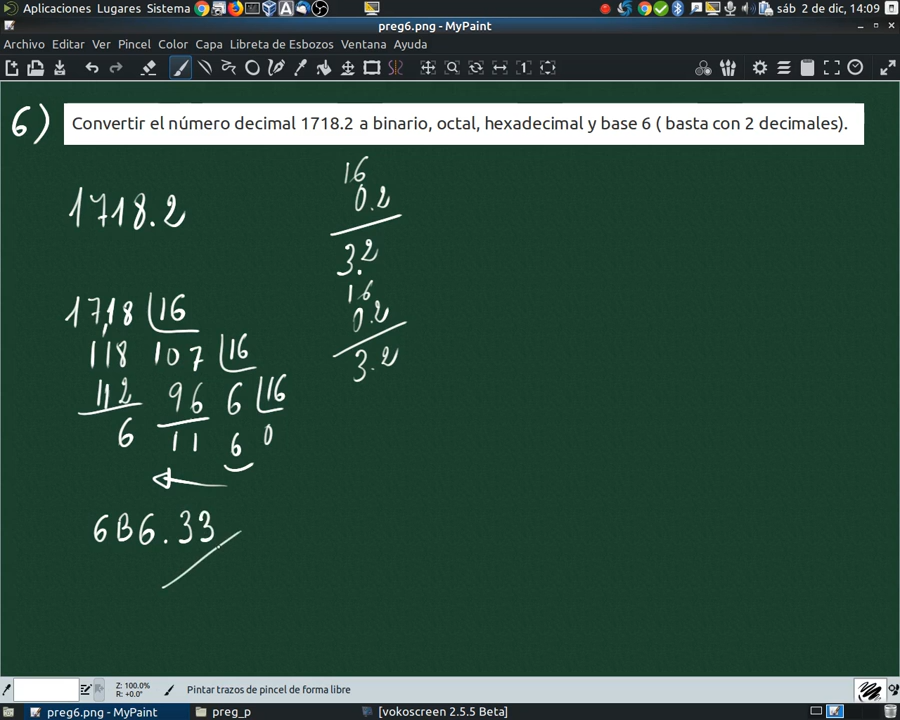 Aplicaciones Lugares Sistema sáb 2 de dic, 14:09
preg6.png - MyPaint
Archivo Editar Ver Pincel Color Capa Libreta de Esbozos Ventana Ayuda
6) Convertir el número decimal 1718.2 a binario, octal, hexadecimal y base 6 ( basta con 2 decimales).
16
1718.2 0.2
3.2
16
1718 16 0.2
118 107 16 3.2
112 96 6 16
6 11 6 0
6B6.33
Z: 100.0%
R: +0.0°
Pintar trazos de pincel de forma libre
preg6.png - MyPaint preg_p [vokoscreen 2.5.5 Beta]